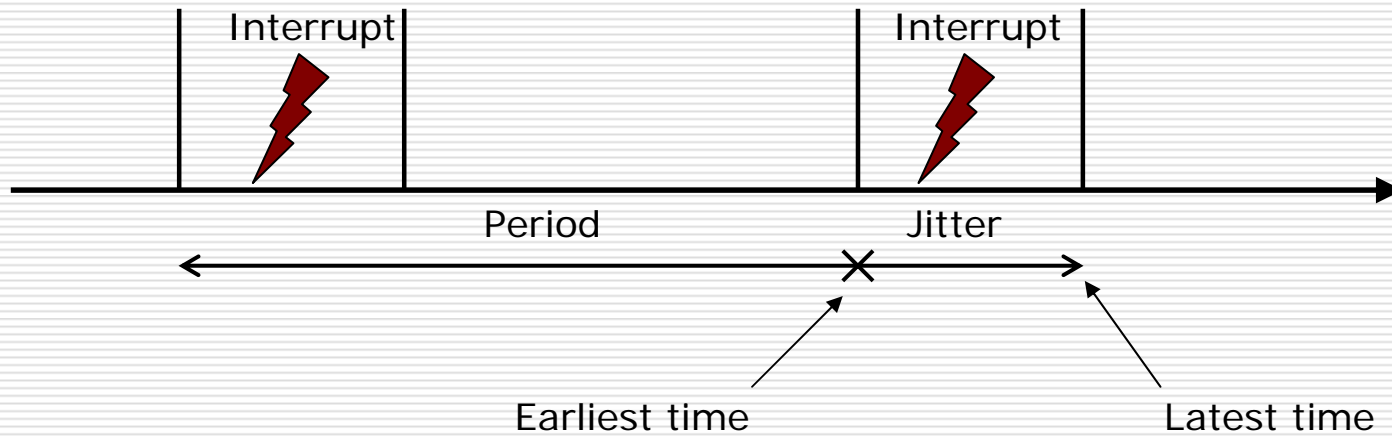 Interrupt
Interrupt
Period
Jitter
Earliest time
Latest time